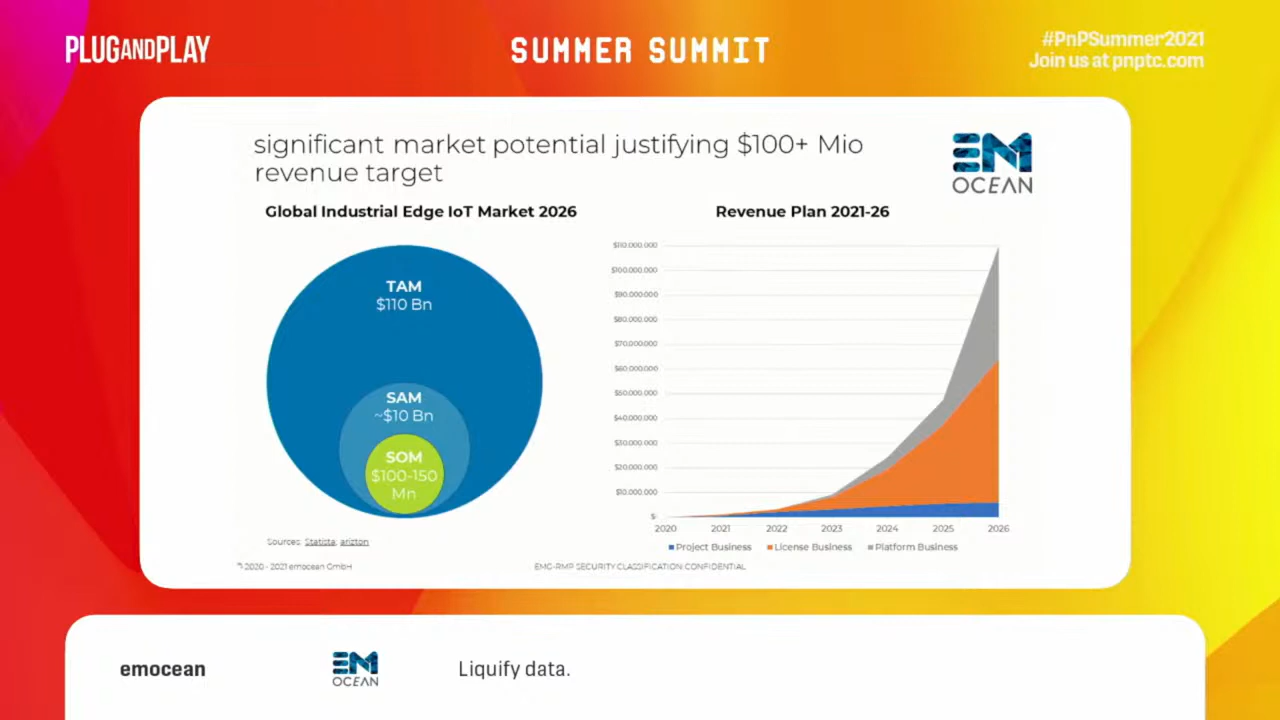 PLUGANDPLAY
SUMMER SUMMIT
#PnPSummer2021
Join us at pnptc.com
significant market potential justifying $100+ Mio
revenue target
EM
OCEAN
Global Industrial Edge IoT Market 2026
TAM
$110 Bn
SAM
~$10 Bn
SOM
$100-150
Mn
Sources: Statista; arizton
Revenue Plan 2021-26
$110.000.000
$100.000.000
$90.000.000
$80.000.000
$70.000.000
$60.000.000
$50.000.000
$40.000.000
$30.000.000
$20.000.000
$10.000.000
$-
2020 2021 2022 2023 2024 2025 2026
Project Business License Business Platform Business
2020 - 2021 emocean GmbH
EMG-RMP SECURITY CLASSIFICATION: CONFIDENTIAL
emocean
EM
OCEAN
Liquify data.